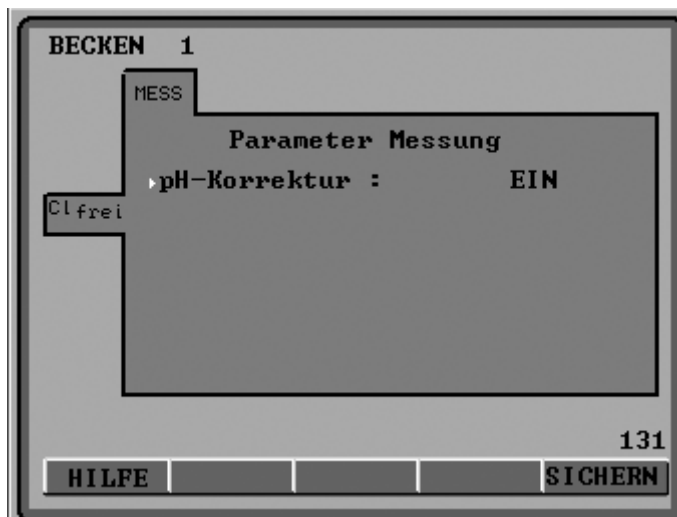 BECKEN 1
MESS
Parameter Messung
pH-Korrektur : EIN
Cl frei
131
HILFE SICHERN